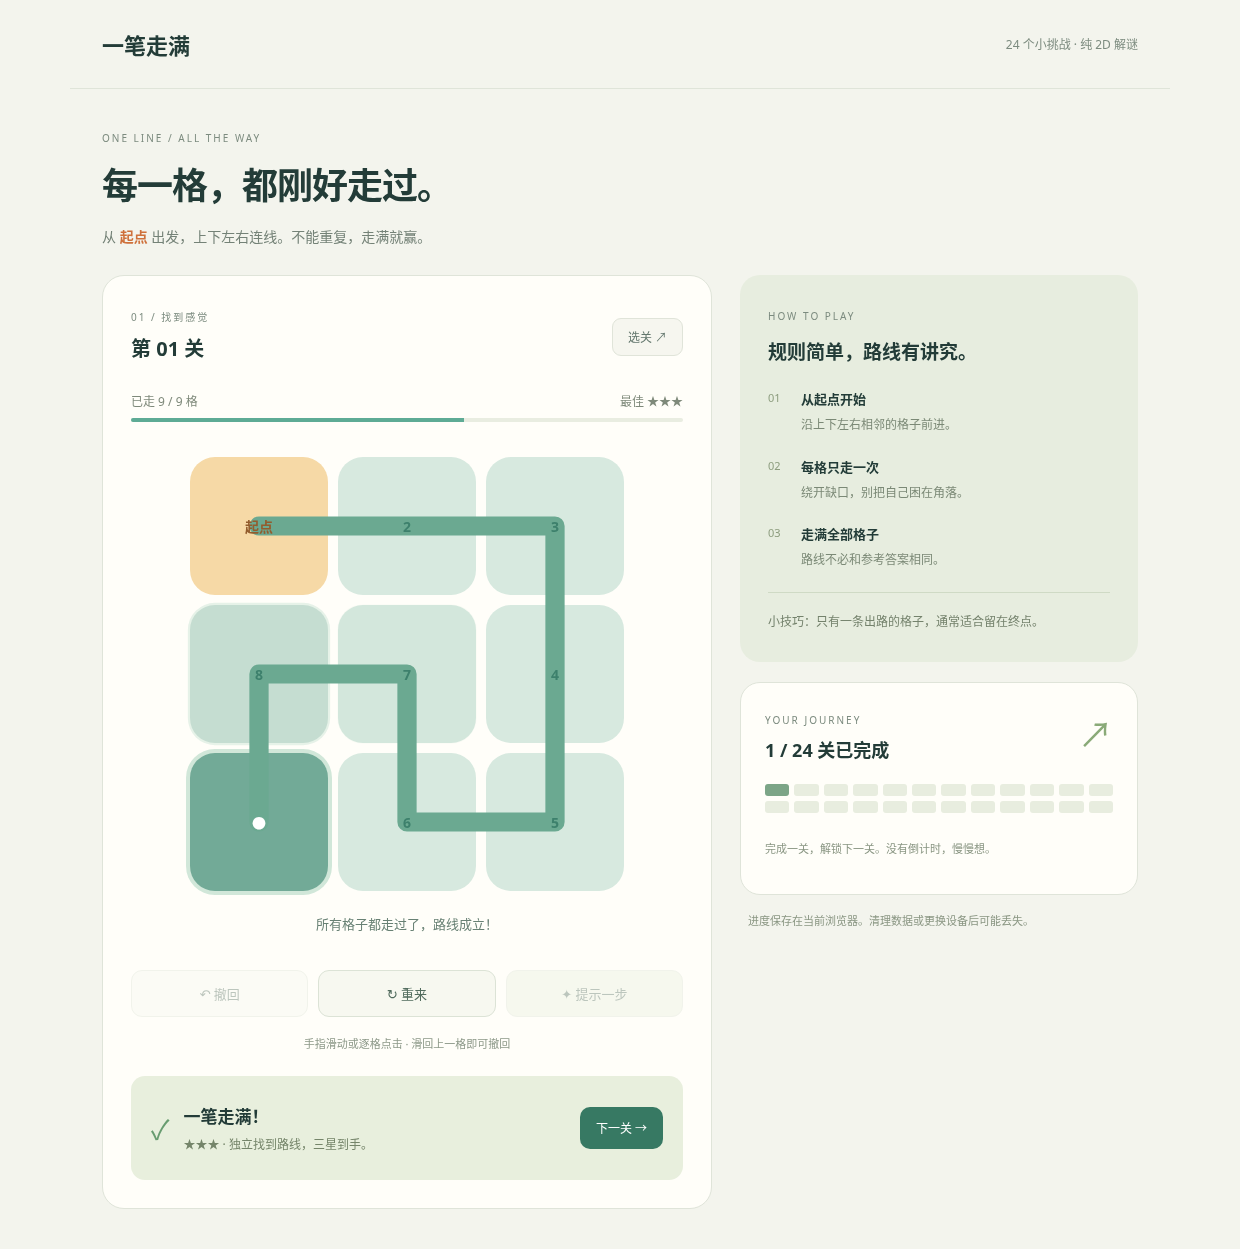 一笔走满
24 个小挑战 · 纯 2D 解谜
ONE LINE / ALL THE WAY
每一格，都刚好走过。
从 起点 出发，上下左右连线。不能重复，走满就赢。
01 / 找到感觉
第 01 关
选关 ↗
已走 9 / 9 格
最佳 ★★★
起点
2
3
8
7
4
6
5
所有格子都走过了，路线成立！
↶ 撤回
↻ 重来
✦ 提示一步
手指滑动或逐格点击 · 滑回上一格即可撤回
✓
一笔走满！
★★★ · 独立找到路线，三星到手。
下一关 →
HOW TO PLAY
规则简单，路线有讲究。
01
从起点开始
沿上下左右相邻的格子前进。
02
每格只走一次
绕开缺口，别把自己困在角落。
03
走满全部格子
路线不必和参考答案相同。
小技巧：只有一条出路的格子，通常适合留在终点。
YOUR JOURNEY
1 / 24 关已完成
↗
完成一关，解锁下一关。没有倒计时，慢慢想。
进度保存在当前浏览器。清理数据或更换设备后可能丢失。